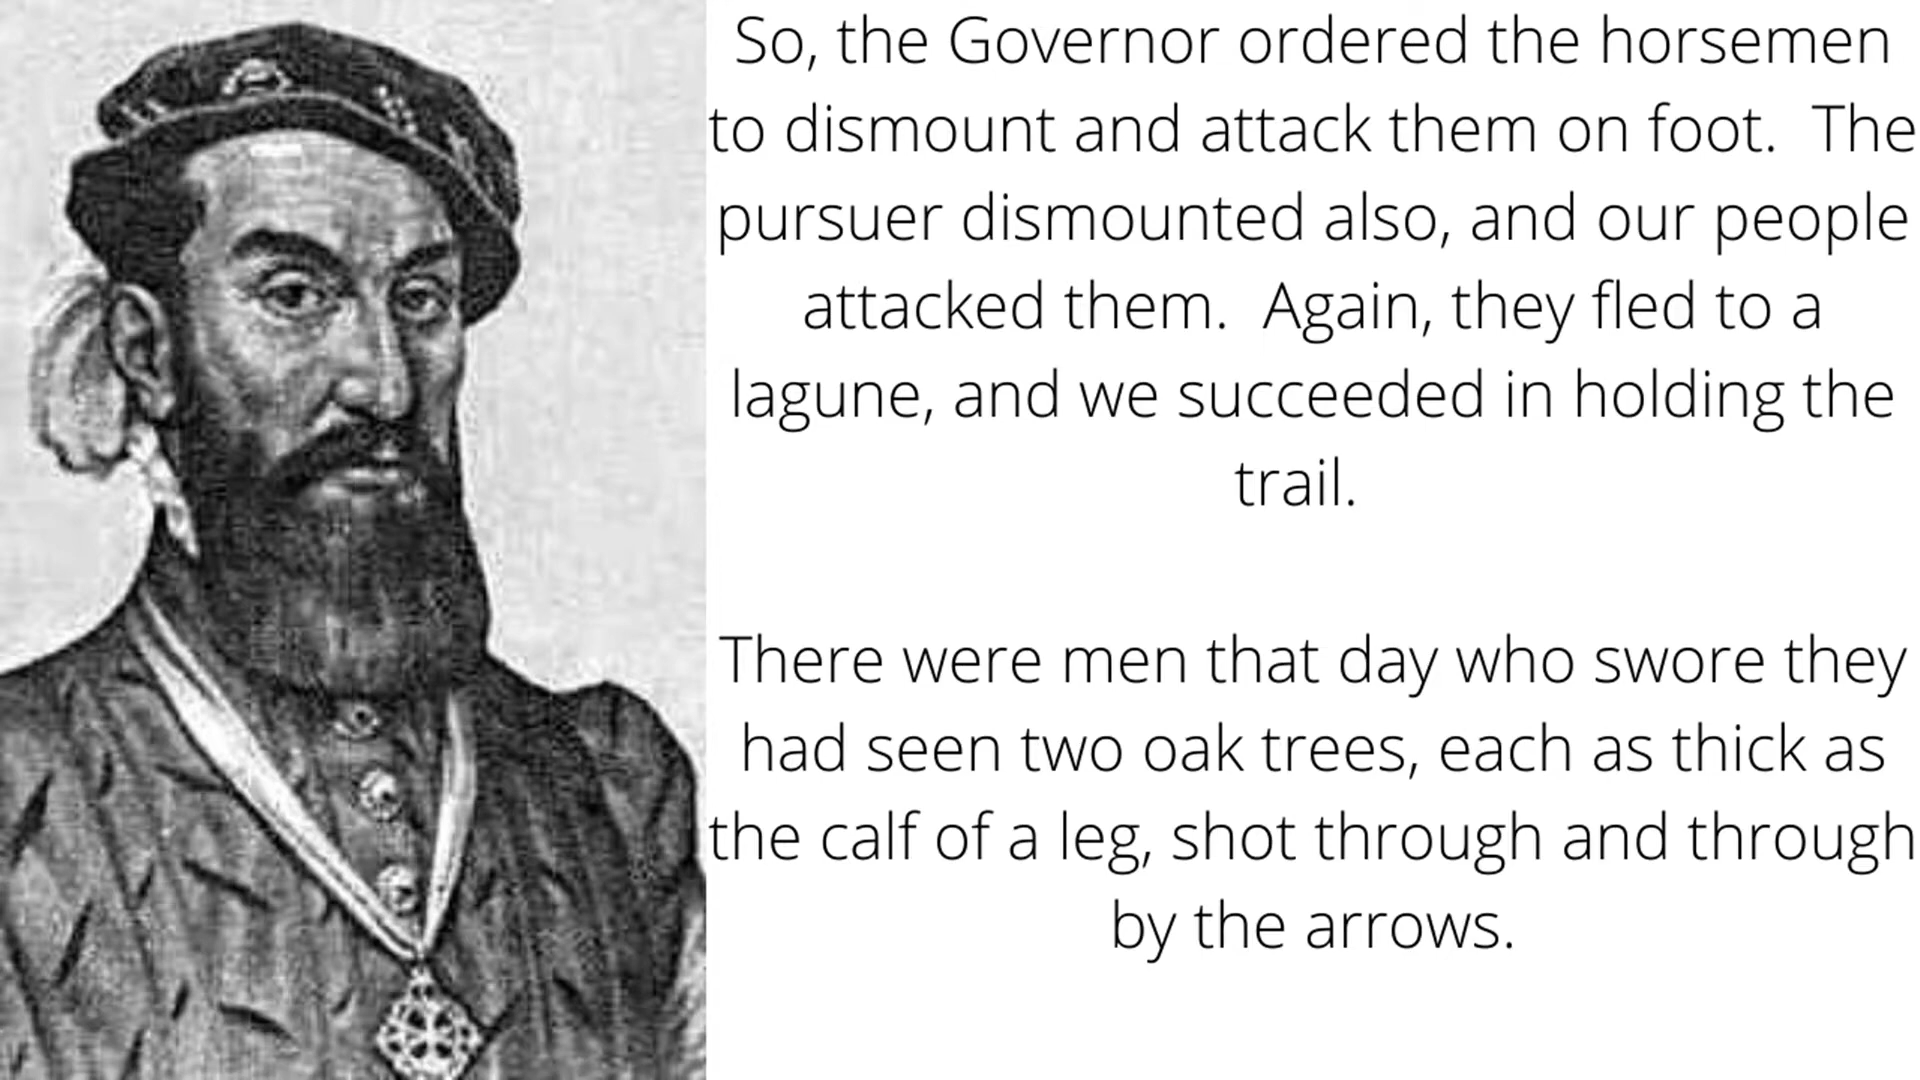 So, the Governor ordered the horsemen
to dismount and attack them on foot.  The
pursuer dismounted also, and our people
attacked them.  Again, they fled to a
lagune, and we succeeded in holding the
trail.
There were men that day who swore they
had seen two oak trees, each as thick as
the calf of a leg, shot through and through
by the arrows.